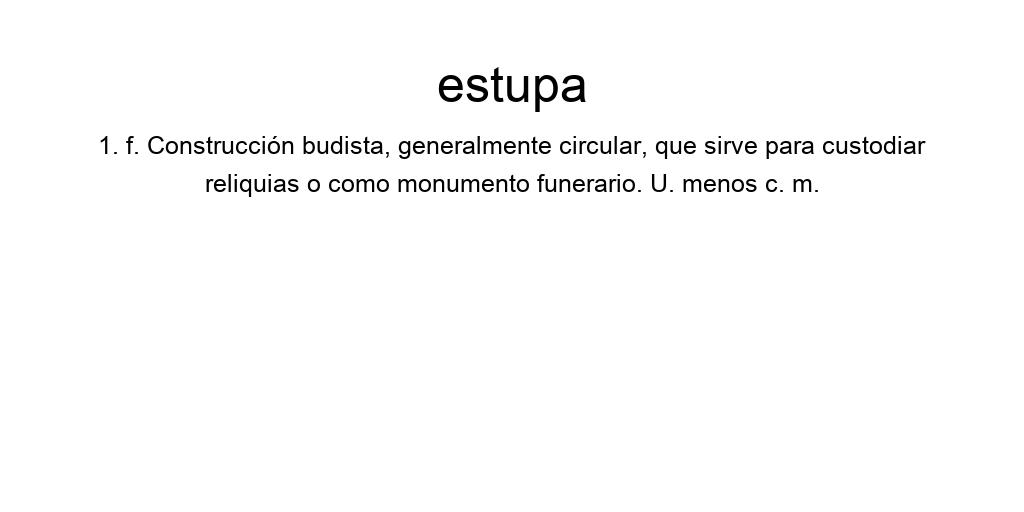 estupa
1. f. Construcción budista, generalmente circular, que sirve para custodiar
reliquias o como monumento funerario. U. menos c. m.